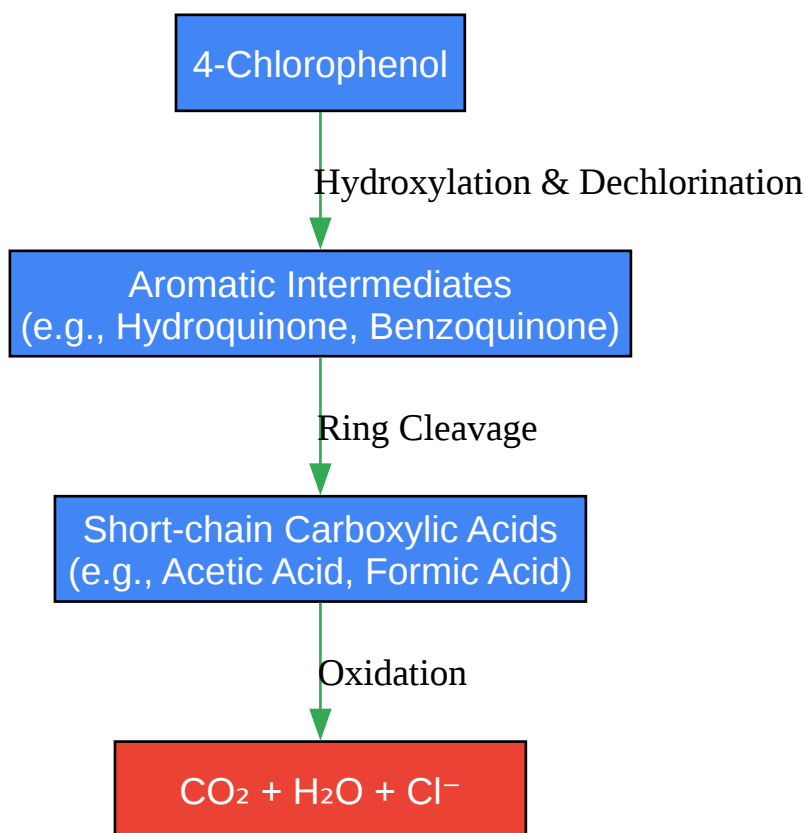 4-Chlorophenol
Hydroxylation & Dechlorination
Aromatic Intermediates
(e.g., Hydroquinone, Benzoquinone)
Ring Cleavage
Short-chain Carboxylic Acids
(e.g., Acetic Acid, Formic Acid)
Oxidation
CO₂ + H₂O + Cl⁻